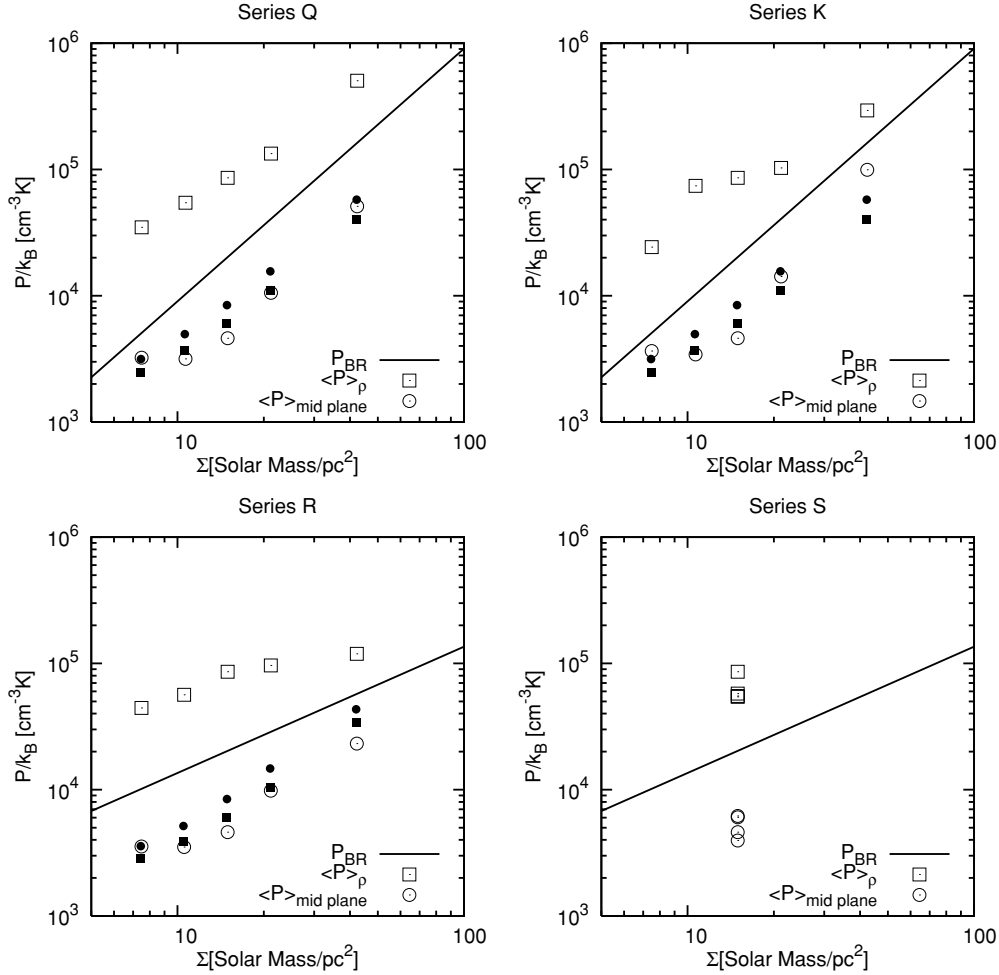 Series Q
10^6
10^5
10^4
10^3
P/k_B [cm^-3K]
P_BR
<P>_ρ
<P>_mid plane
10
100
Σ[Solar Mass/pc^2]
Series K
10^6
10^5
10^4
10^3
P/k_B [cm^-3K]
P_BR
<P>_ρ
<P>_mid plane
10
100
Σ[Solar Mass/pc^2]
Series R
10^6
10^5
10^4
10^3
P/k_B [cm^-3K]
P_BR
<P>_ρ
<P>_mid plane
10
100
Σ[Solar Mass/pc^2]
Series S
10^6
10^5
10^4
10^3
P/k_B [cm^-3K]
P_BR
<P>_ρ
<P>_mid plane
10
100
Σ[Solar Mass/pc^2]